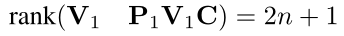 rank(V₁  P₁V₁C) = 2n + 1